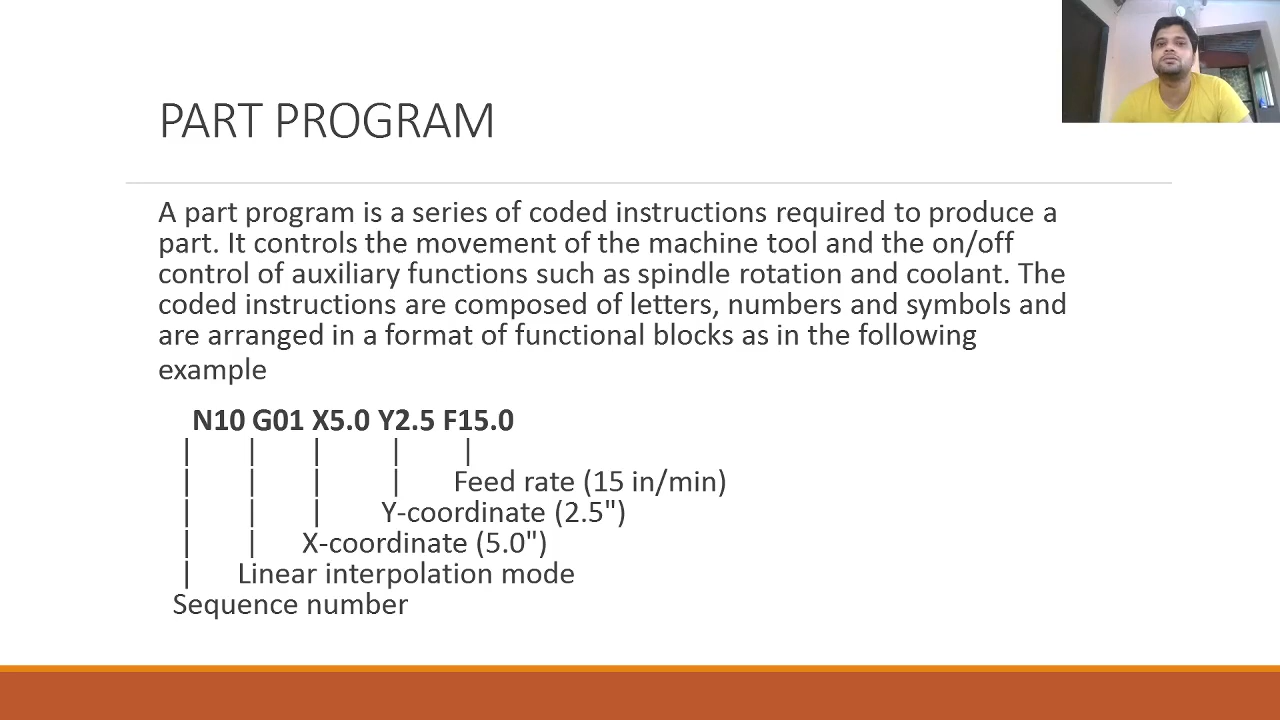 PART PROGRAM
A part program is a series of coded instructions required to produce a
part. It controls the movement of the machine tool and the on/off
control of auxiliary functions such as spindle rotation and coolant. The
coded instructions are composed of letters, numbers and symbols and
are arranged in a format of functional blocks as in the following
example
N10 G01 X5.0 Y2.5 F15.0
| | | | |
| | | | Feed rate (15 in/min)
| | | Y-coordinate (2.5")
| | X-coordinate (5.0")
| Linear interpolation mode
Sequence number